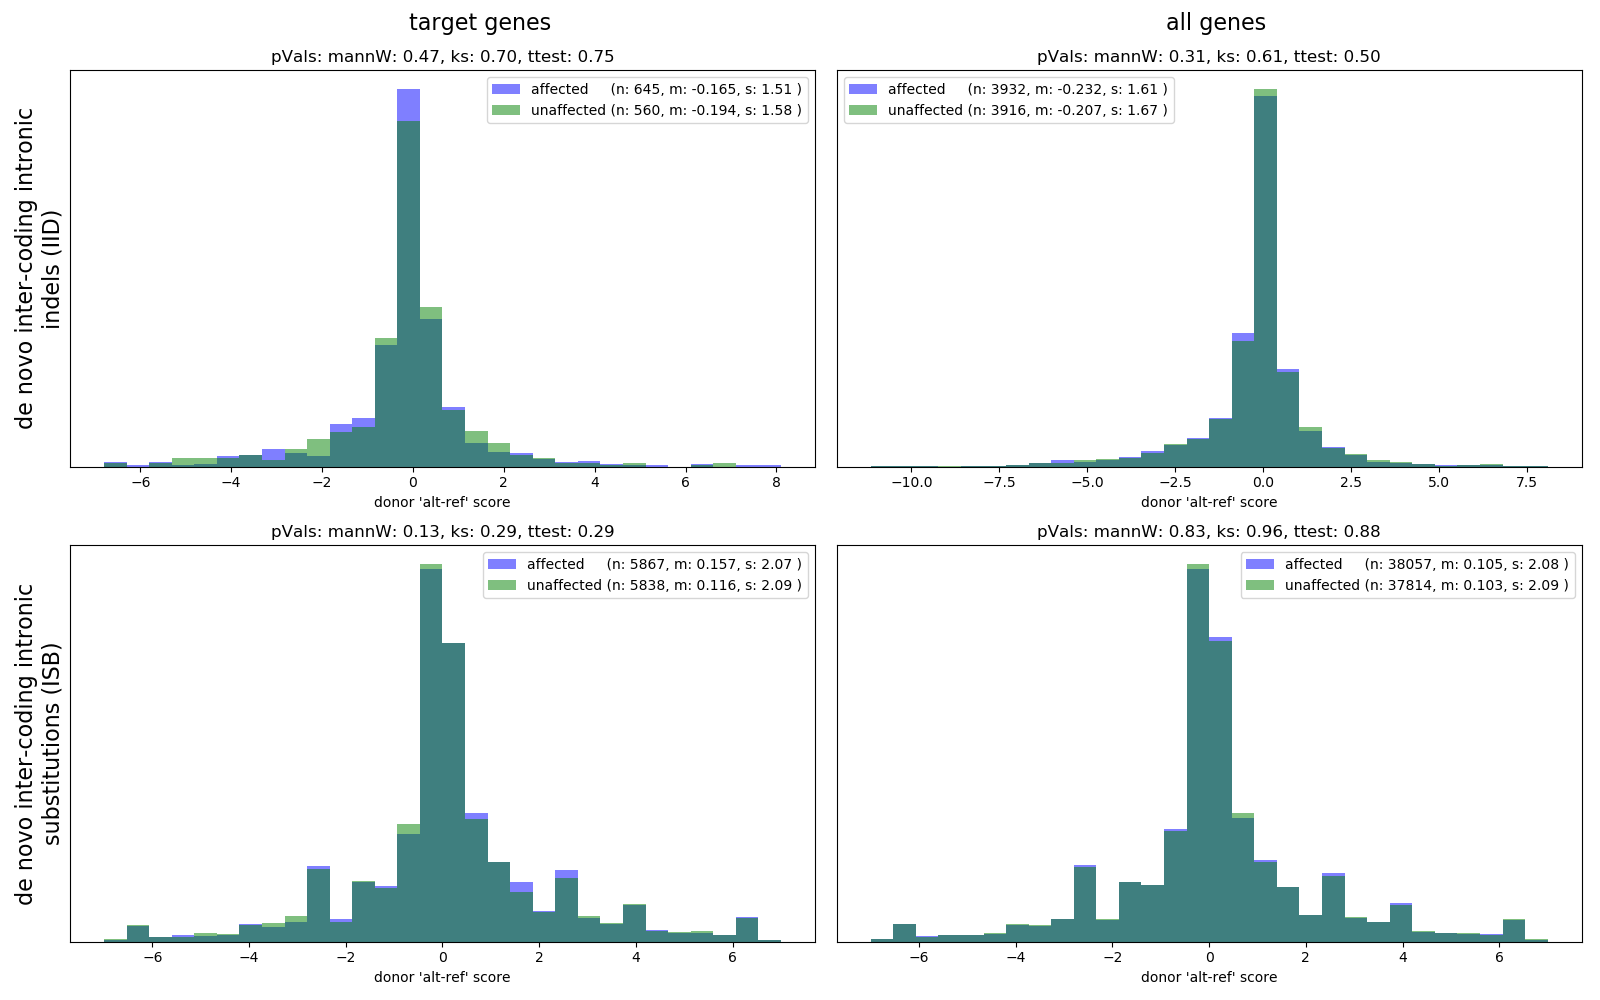 target genes
all genes
pVals: mannW: 0.47, ks: 0.70, ttest: 0.75
pVals: mannW: 0.31, ks: 0.61, ttest: 0.50
de novo inter-coding intronic
indels (IID)
affected (n: 645, m: -0.165, s: 1.51 )
unaffected (n: 560, m: -0.194, s: 1.58 )
affected (n: 3932, m: -0.232, s: 1.61 )
unaffected (n: 3916, m: -0.207, s: 1.67 )
−6 −4 −2 0 2 4 6 8
−10.0 −7.5 −5.0 −2.5 0.0 2.5 5.0 7.5
donor 'alt-ref' score
donor 'alt-ref' score
pVals: mannW: 0.13, ks: 0.29, ttest: 0.29
pVals: mannW: 0.83, ks: 0.96, ttest: 0.88
de novo inter-coding intronic
substitutions (ISB)
affected (n: 5867, m: 0.157, s: 2.07 )
unaffected (n: 5838, m: 0.116, s: 2.09 )
affected (n: 38057, m: 0.105, s: 2.08 )
unaffected (n: 37814, m: 0.103, s: 2.09 )
−6 −4 −2 0 2 4 6
−6 −4 −2 0 2 4 6
donor 'alt-ref' score
donor 'alt-ref' score